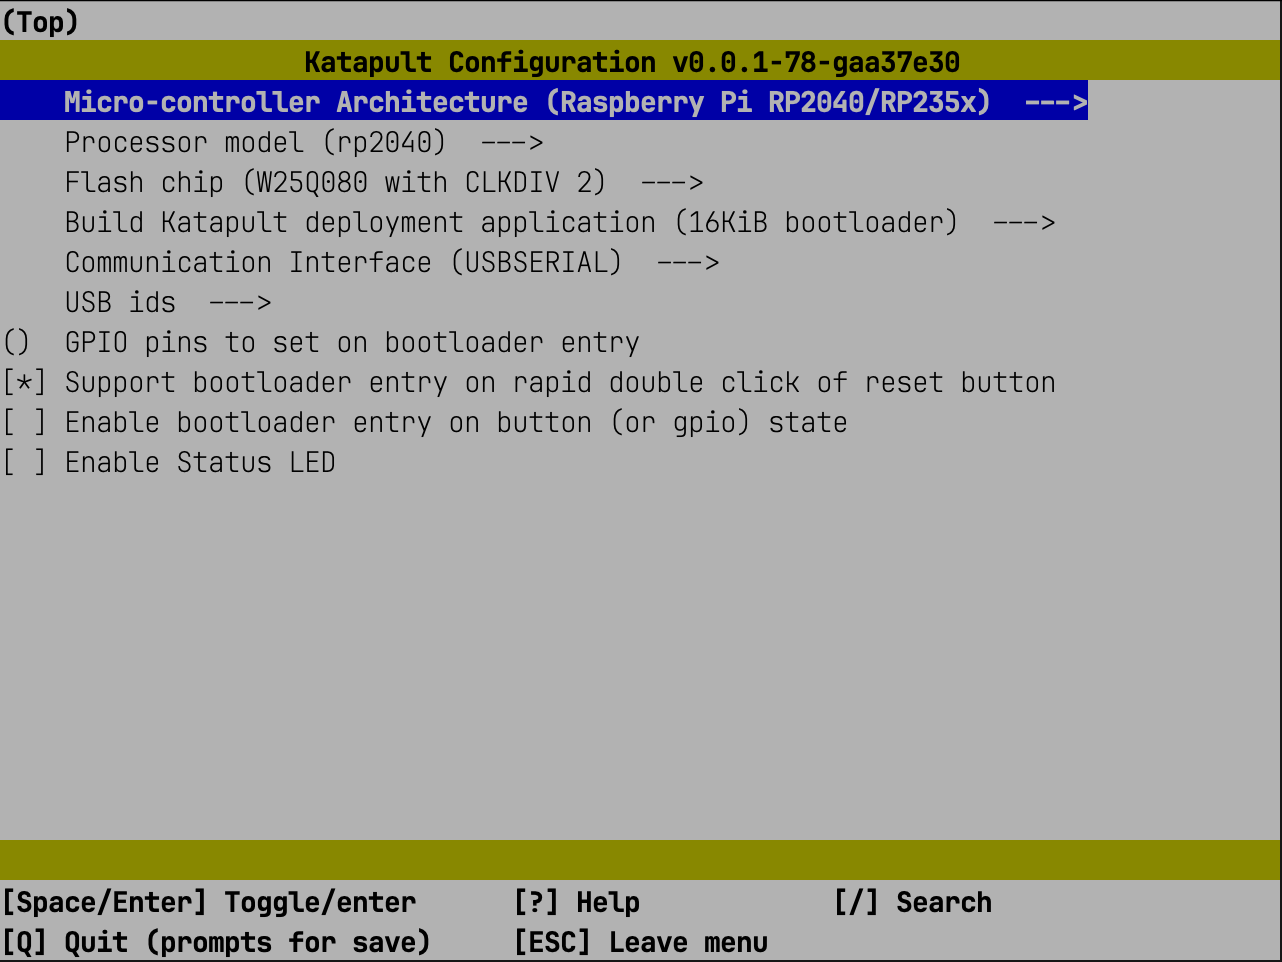 (Top)
Katapult Configuration v0.0.1-78-gaa37e30
Micro-controller Architecture (Raspberry Pi RP2040/RP235x)  --->
Processor model (rp2040)  --->
Flash chip (W25Q080 with CLKDIV 2)  --->
Build Katapult deployment application (16KiB bootloader)  --->
Communication Interface (USBSERIAL)  --->
USB ids  --->
()  GPIO pins to set on bootloader entry
[*] Support bootloader entry on rapid double click of reset button
[ ] Enable bootloader entry on button (or gpio) state
[ ] Enable Status LED
[Space/Enter] Toggle/enter      [?] Help            [/] Search
[Q] Quit (prompts for save)     [ESC] Leave menu